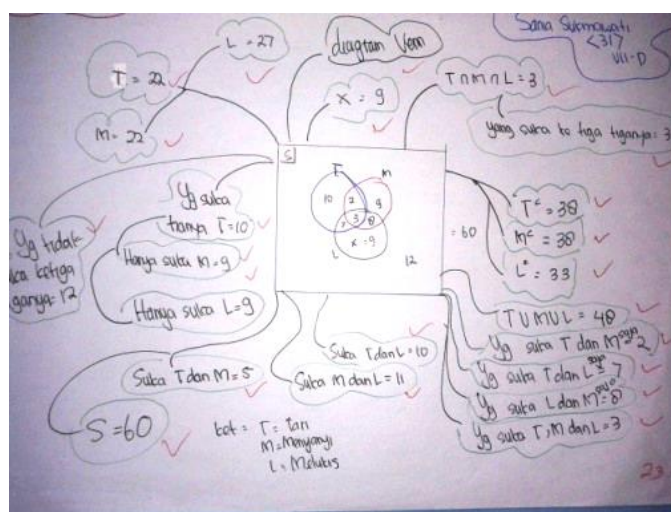 Sana Sukmawati
<31>
VII-D
L = 27
diagram Venn
T = 22
x = 9
T∩M∩L = 3
M = 22
yang suka ke tiga tiganya = 3
S
T
M
10
2
9
7
3
8
L
x = 9
12
= 60
Yg suka
hanya T = 10
Hanya suka M = 9
Hanya suka L = 9
Yg tidak
suka ketiga
ganya = 12
T^c = 38
M^c = 38
L^c = 33
T∪M∪L = 48
Yg suka T dan M saja = 2
Yg suka T dan L saja = 7
Yg suka L dan M saja = 8
Yg suka T, M dan L = 3
Suka T dan L = 10
Suka M dan L = 11
Suka T dan M = 5
S = 60
ket = T = tari
M = Menyanyi
L = Melukis
23